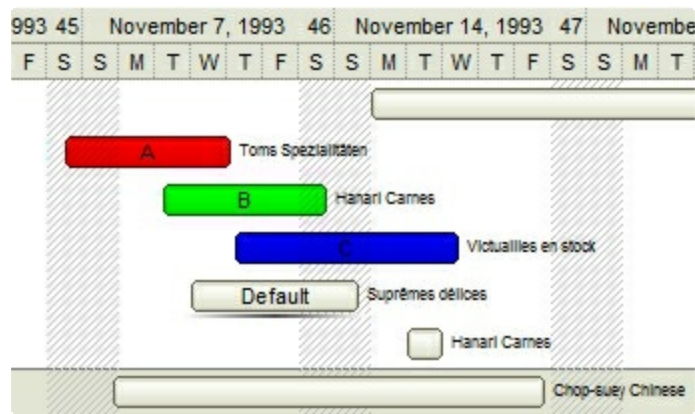 993 45 November 7, 1993 46 November 14, 1993 47 Novembe
F S S M T W T F S S M T W T F S S M T
A Toms Spezialitäten
B Hanari Carnes
C Victuailles en stock
Default Suprêmes délices
Hanari Carnes
Chop-suey Chinese